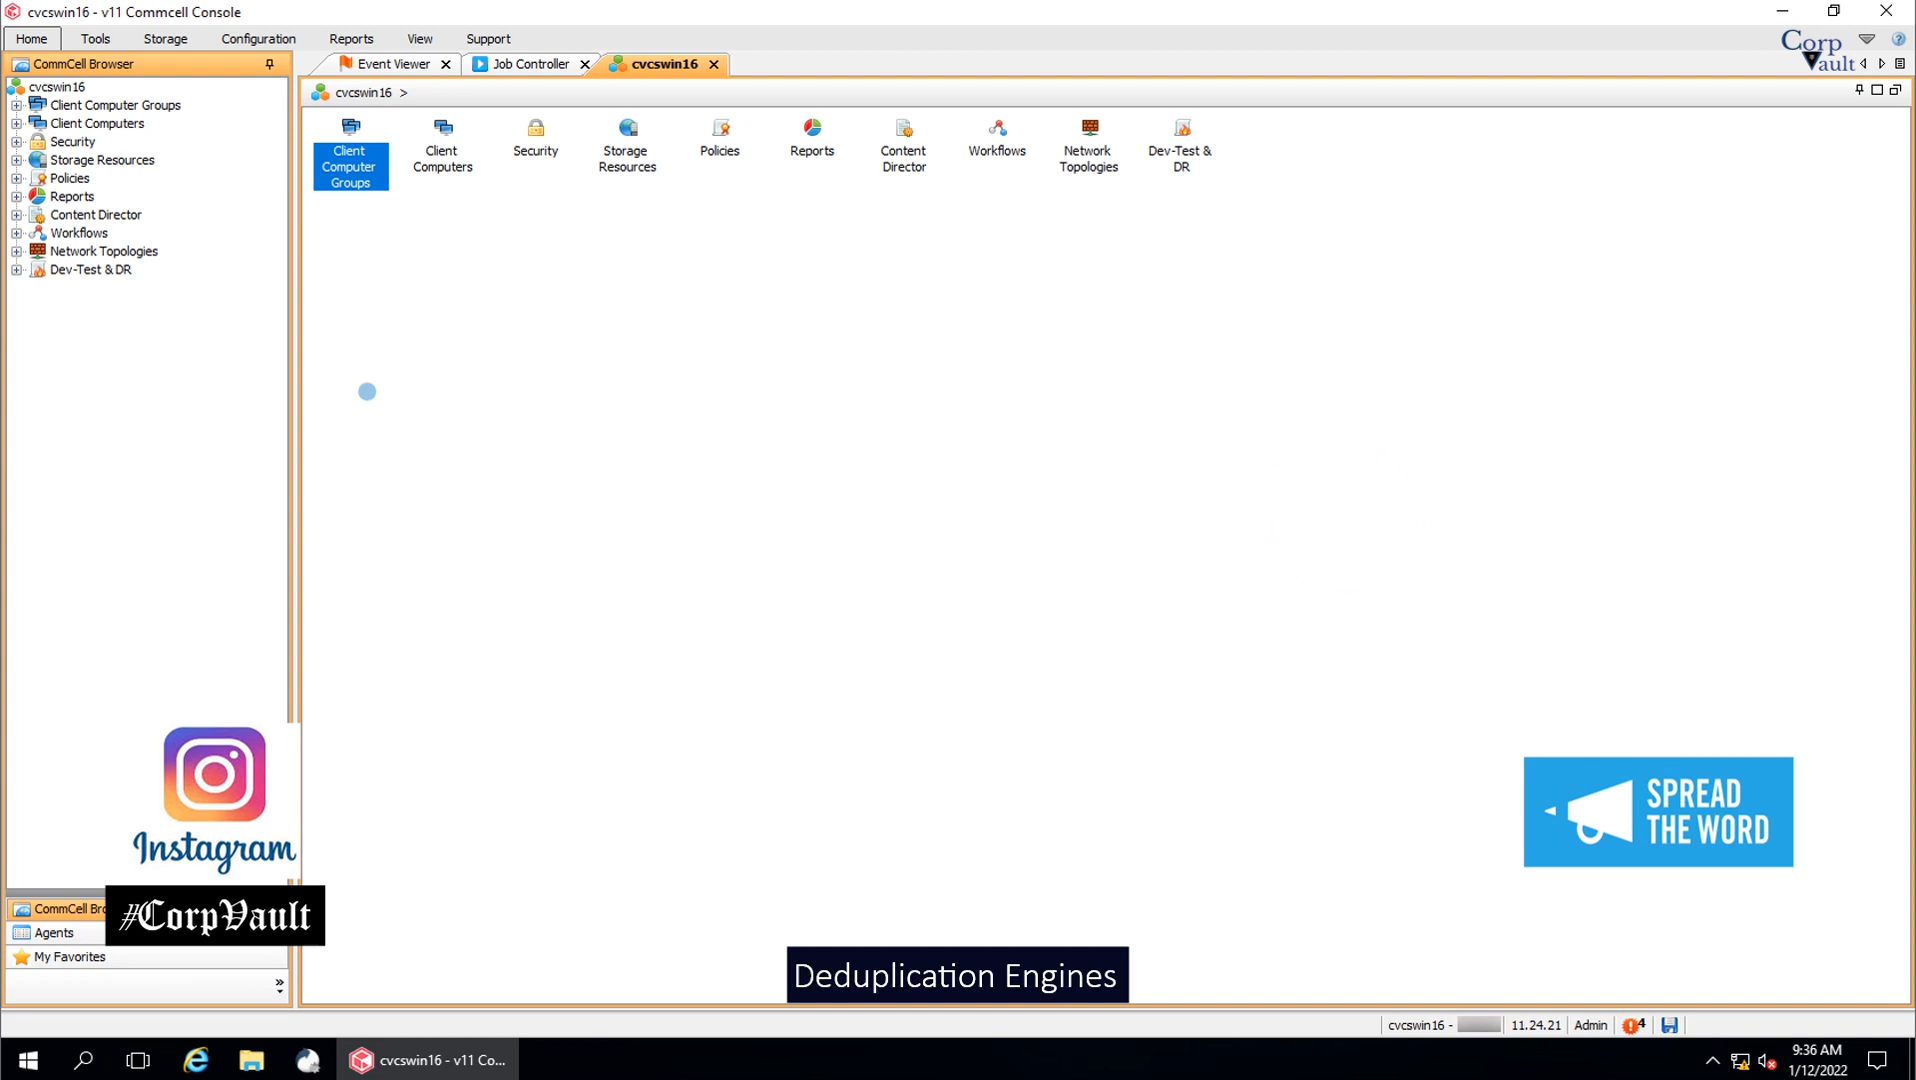 cvcswin16 - v11 Commcell Console
Home Tools Storage Configuration Reports View Support
Corp Vault
CommCell Browser
Event Viewer Job Controller cvcswin16
cvcswin16 >
cvcswin16
Client Computer Groups
Client Computers
Security
Storage Resources
Policies
Reports
Content Director
Workflows
Network Topologies
Dev-Test & DR
Client
Computer
Groups
Client
Computers
Security
Storage
Resources
Policies
Reports
Content
Director
Workflows
Network
Topologies
Dev-Test &
DR
Instagram
SPREAD
THE WORD
CommCell Bro
#CorpVault
Agents
My Favorites
Deduplication Engines
cvcswin16 - 11.24.21 Admin 4
cvcswin16 - v11 Co...
9:36 AM
1/12/2022